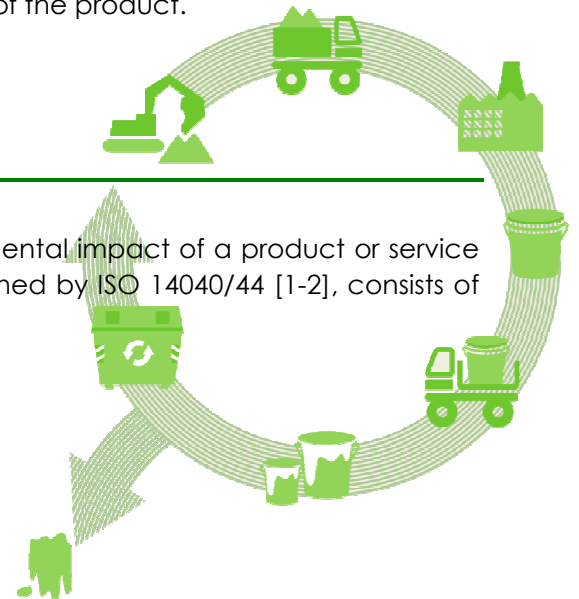 of the product.
ental impact of a product or service
ned by ISO 14040/44 [1-2], consists of